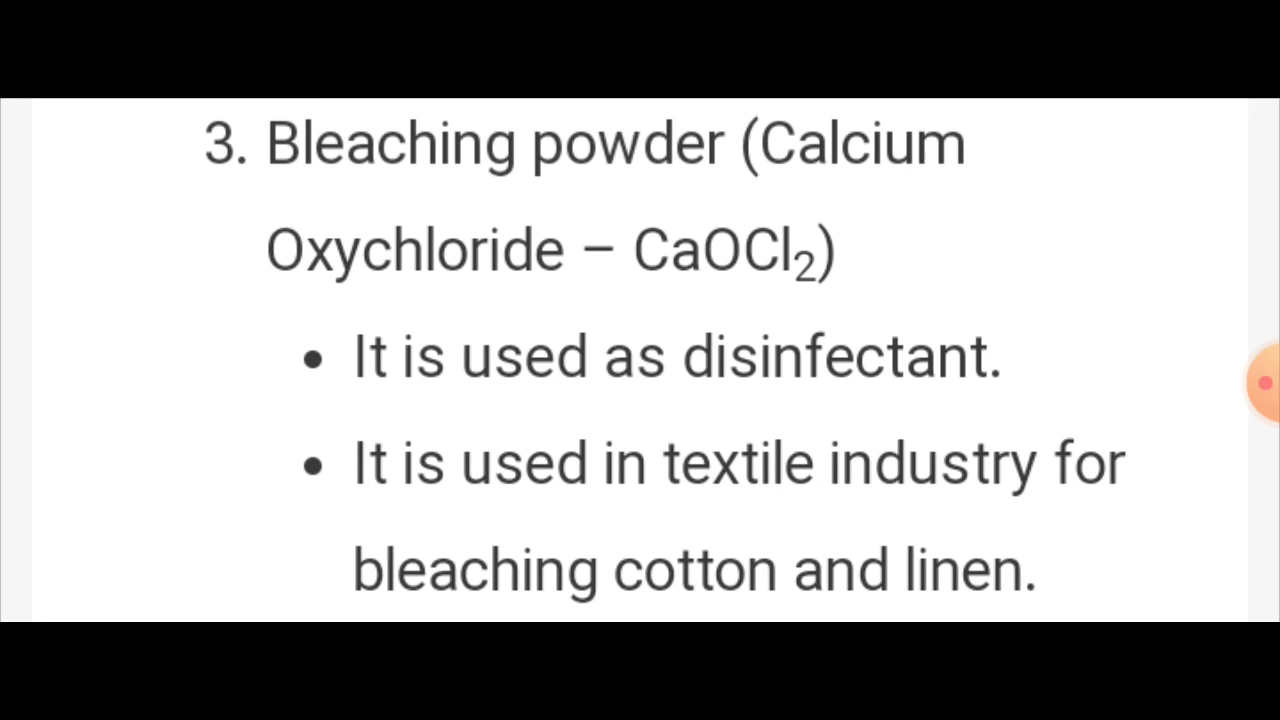 3. Bleaching powder (Calcium
Oxychloride – CaOCl₂)
• It is used as disinfectant.
• It is used in textile industry for
bleaching cotton and linen.